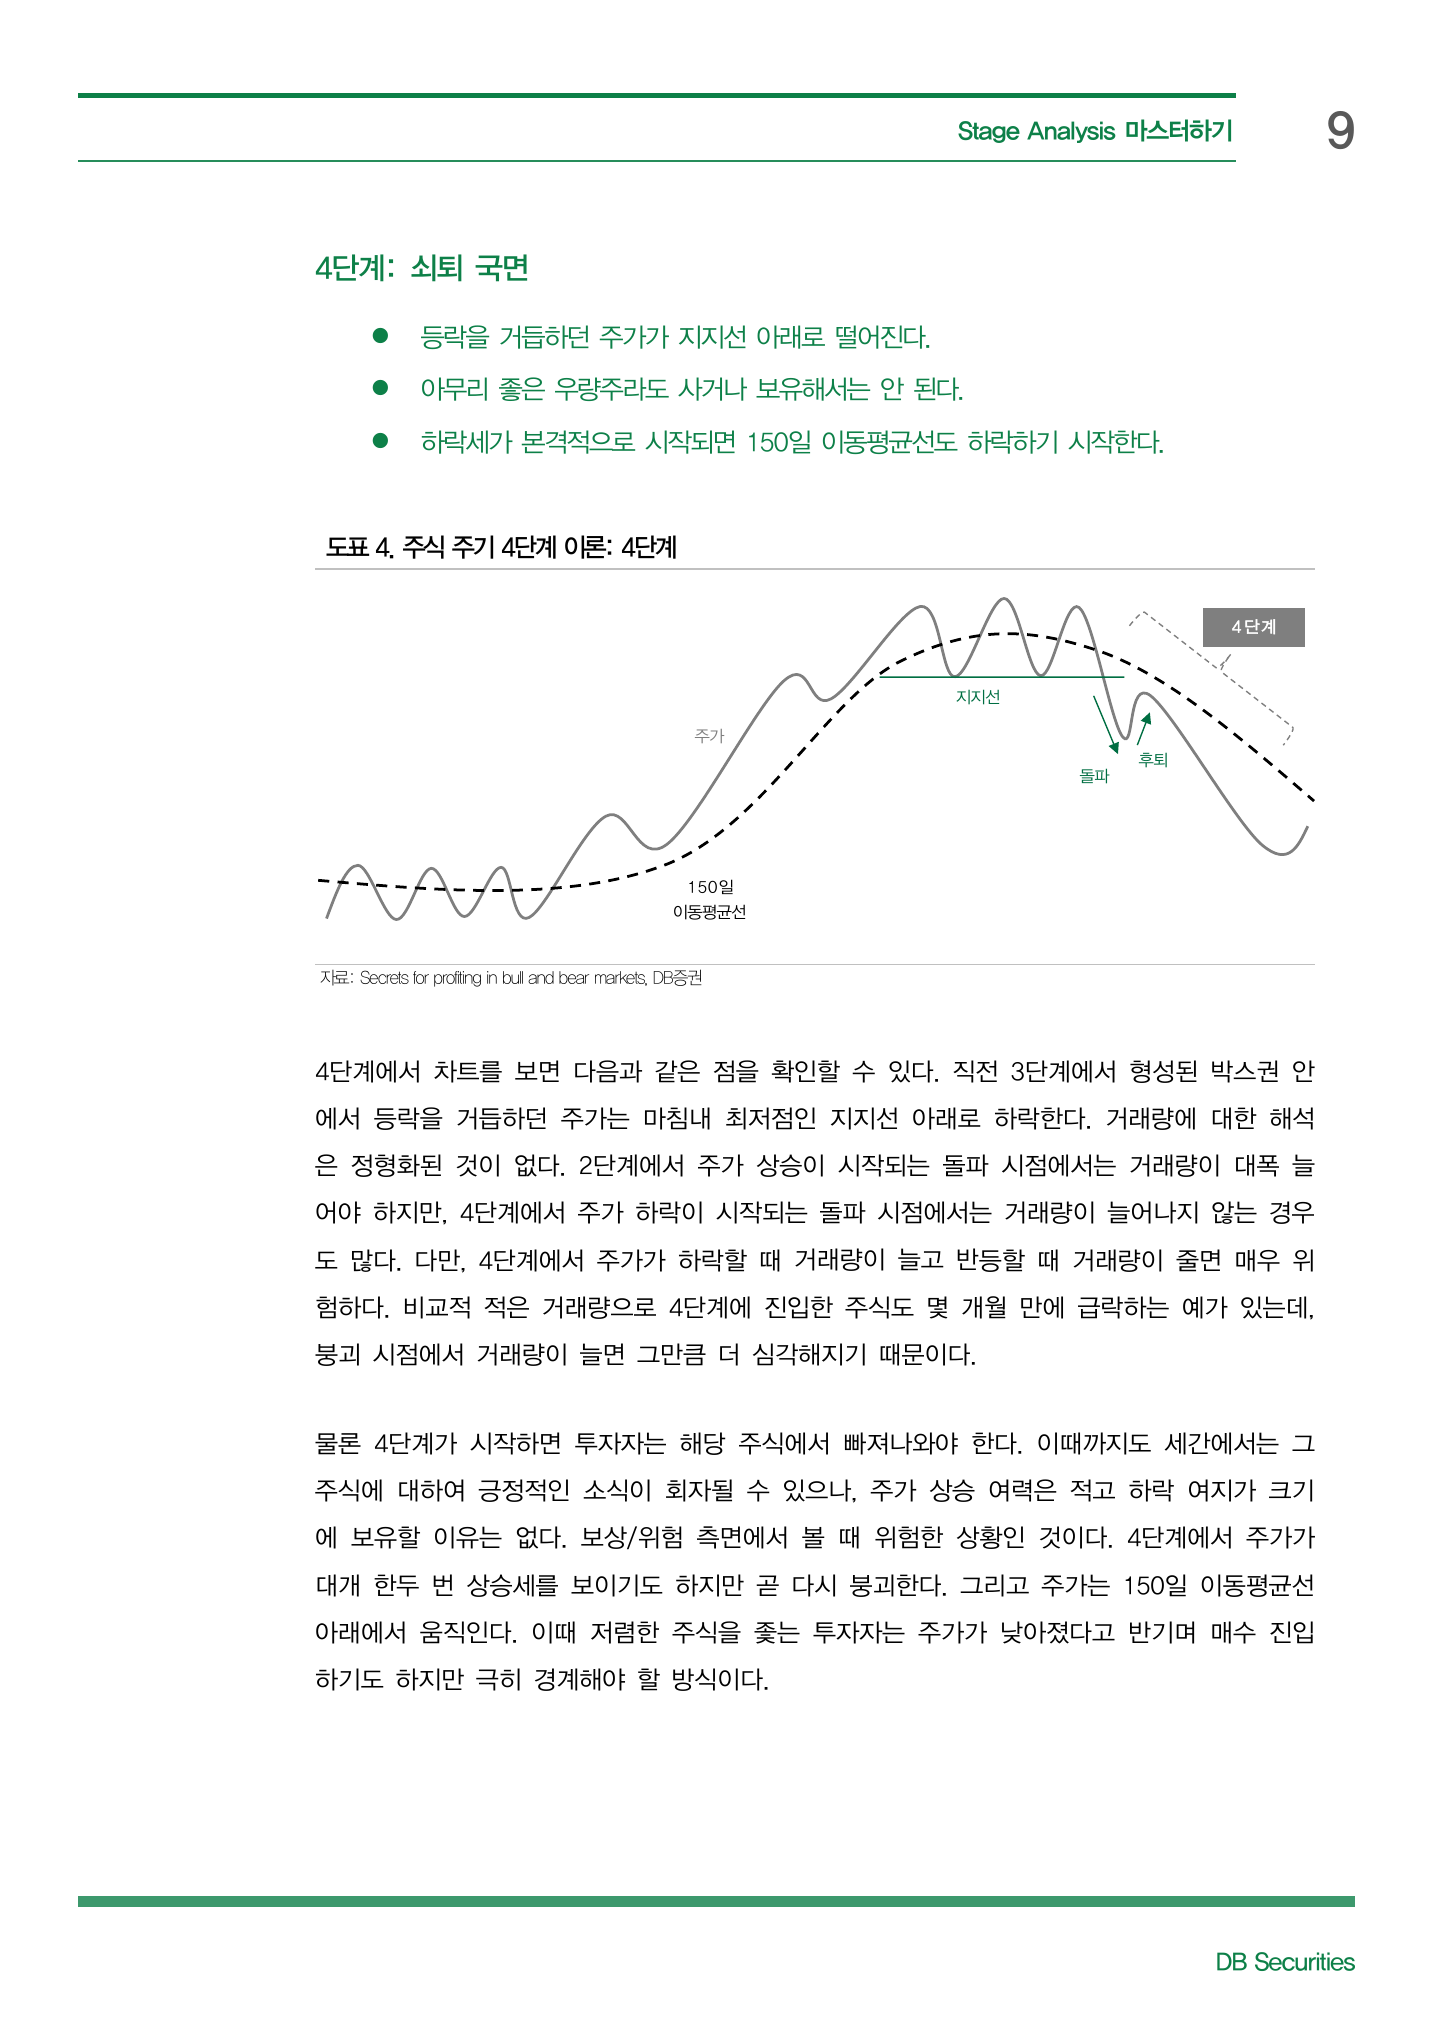 Stage Analysis 마스터하기
9
4단계: 쇠퇴 국면
● 등락을 거듭하던 주가가 지지선 아래로 떨어진다.
● 아무리 좋은 우량주라도 사거나 보유해서는 안 된다.
● 하락세가 본격적으로 시작되면 150일 이동평균선도 하락하기 시작한다.
도표 4. 주식 주기 4단계 이론: 4단계
4단계
지지선
주가
후퇴
돌파
150일
이동평균선
자료: Secrets for profiting in bull and bear markets, DB증권
4단계에서 차트를 보면 다음과 같은 점을 확인할 수 있다. 직전 3단계에서 형성된 박스권 안
에서 등락을 거듭하던 주가는 마침내 최저점인 지지선 아래로 하락한다. 거래량에 대한 해석
은 정형화된 것이 없다. 2단계에서 주가 상승이 시작되는 돌파 시점에서는 거래량이 대폭 늘
어야 하지만, 4단계에서 주가 하락이 시작되는 돌파 시점에서는 거래량이 늘어나지 않는 경우
도 많다. 다만, 4단계에서 주가가 하락할 때 거래량이 늘고 반등할 때 거래량이 줄면 매우 위
험하다. 비교적 적은 거래량으로 4단계에 진입한 주식도 몇 개월 만에 급락하는 예가 있는데,
붕괴 시점에서 거래량이 늘면 그만큼 더 심각해지기 때문이다.
물론 4단계가 시작하면 투자자는 해당 주식에서 빠져나와야 한다. 이때까지도 세간에서는 그
주식에 대하여 긍정적인 소식이 회자될 수 있으나, 주가 상승 여력은 적고 하락 여지가 크기
에 보유할 이유는 없다. 보상/위험 측면에서 볼 때 위험한 상황인 것이다. 4단계에서 주가가
대개 한두 번 상승세를 보이기도 하지만 곧 다시 붕괴한다. 그리고 주가는 150일 이동평균선
아래에서 움직인다. 이때 저렴한 주식을 좇는 투자자는 주가가 낮아졌다고 반기며 매수 진입
하기도 하지만 극히 경계해야 할 방식이다.
DB Securities